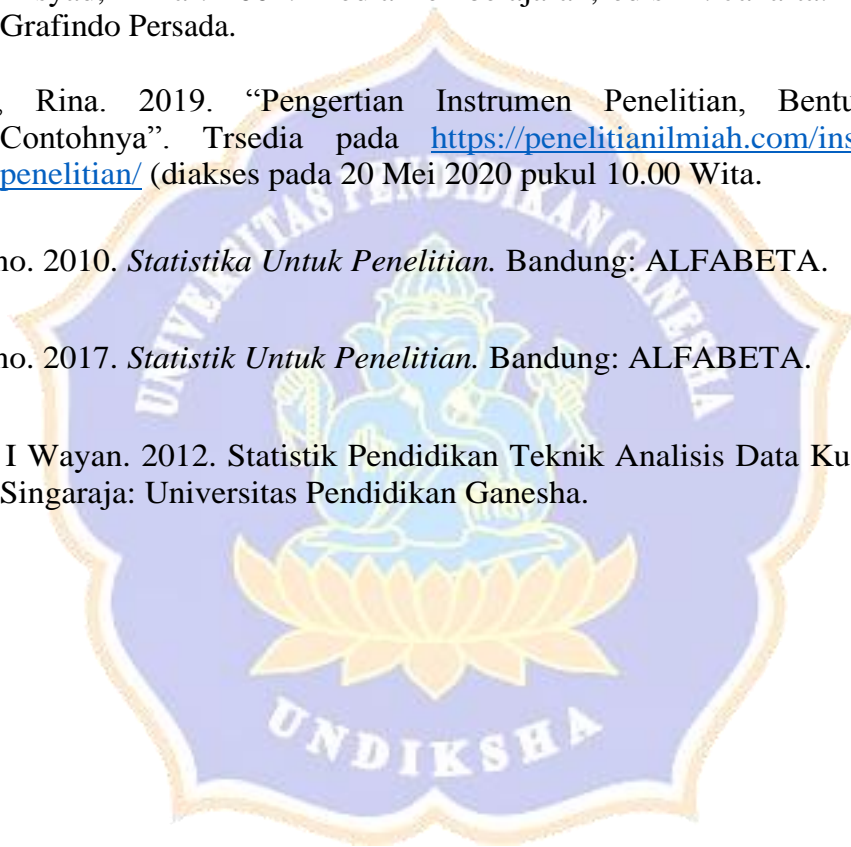 Grafindo Persada.
Rina. 2019. “Pengertian Instrumen Penelitian, Bentu
Contohnya”. Trsedia pada https://penelitianilmiah.com/ins
penelitian/ (diakses pada 20 Mei 2020 pukul 10.00 Wita.
no. 2010. Statistika Untuk Penelitian. Bandung: ALFABETA.
no. 2017. Statistik Untuk Penelitian. Bandung: ALFABETA.
I Wayan. 2012. Statistik Pendidikan Teknik Analisis Data Ku
Singaraja: Universitas Pendidikan Ganesha.
UNIVERSITAS PENDIDIKAN GANESHA
UNDIKSHA